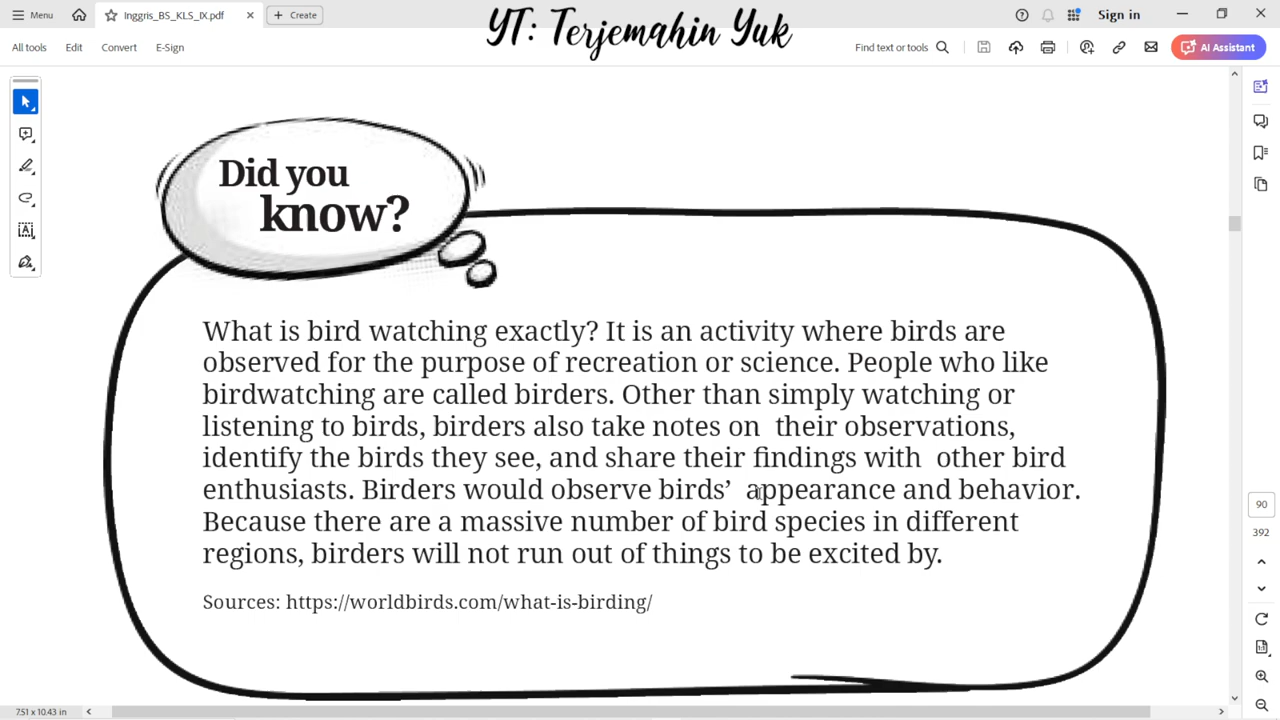 Menu
Inggris_BS_KLS_IX.pdf
Create
YT: Terjemahin Yuk
Sign in
All tools
Edit
Convert
E-Sign
Find text or tools
AI Assistant
Did you
know?
What is bird watching exactly? It is an activity where birds are
observed for the purpose of recreation or science. People who like
birdwatching are called birders. Other than simply watching or
listening to birds, birders also take notes on their observations,
identify the birds they see, and share their findings with other bird
enthusiasts. Birders would observe birds’ appearance and behavior.
Because there are a massive number of bird species in different
regions, birders will not run out of things to be excited by.
Sources: https://worldbirds.com/what-is-birding/
90
392
7.51 x 10.43 in